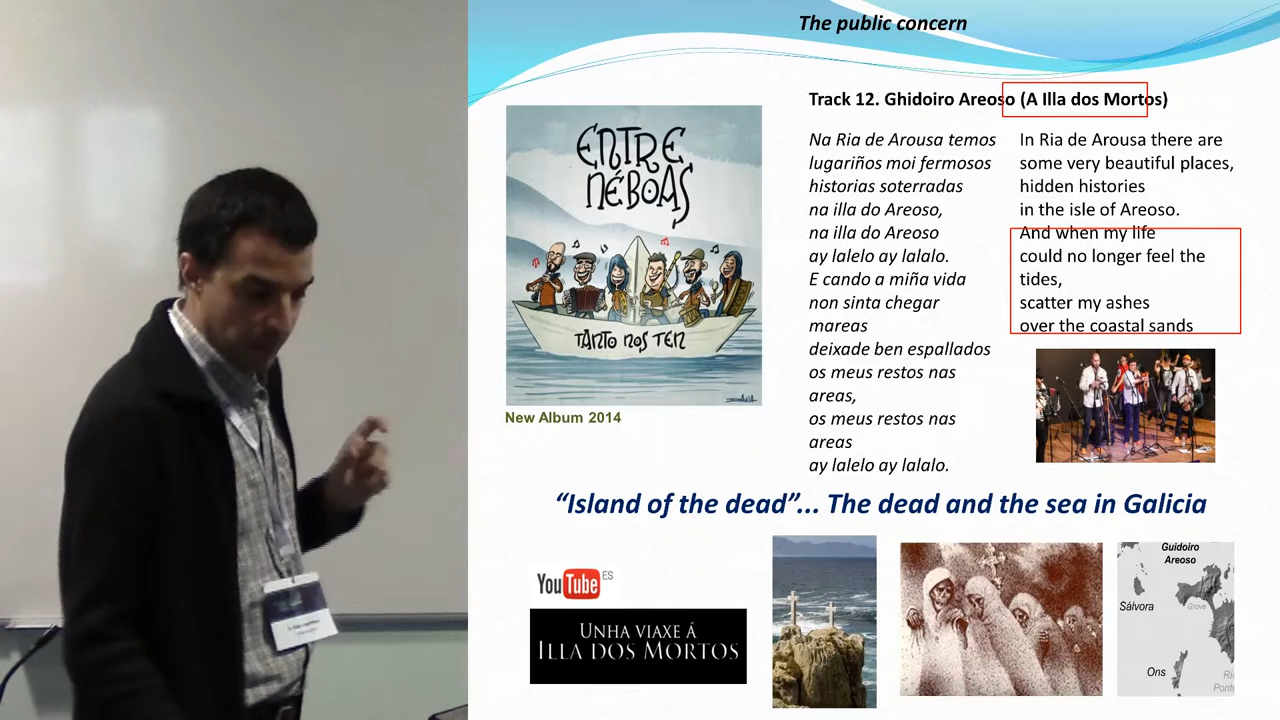 The public concern
Track 12. Ghidoiro Areoso (A Illa dos Mortos)
ENTRE
NÉBOAS
TANTO NOS TEN
New Album 2014
Na Ria de Arousa temos
lugariños moi fermosos
historias soterradas
na illa do Areoso,
na illa do Areoso
ay lalelo ay lalalo.
E cando a miña vida
non sinta chegar
mareas
deixade ben espallados
os meus restos nas
areas,
os meus restos nas
areas
ay lalelo ay lalalo.
In Ria de Arousa there are
some very beautiful places,
hidden histories
in the isle of Areoso.
And when my life
could no longer feel the
tides,
scatter my ashes
over the coastal sands
“Island of the dead”... The dead and the sea in Galicia
YouTube ES
UNHA VIAXE Á
ILLA DOS MORTOS
Guidoiro
Areoso
Sálvora
Grove
Ons